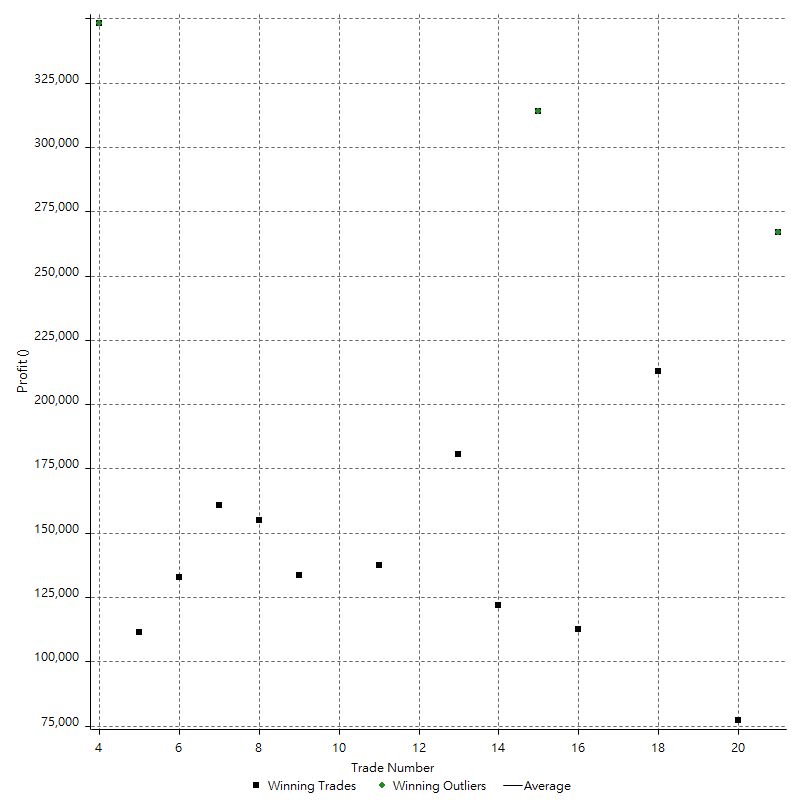 325,000
300,000
275,000
250,000
225,000
Profit ()
200,000
175,000
150,000
125,000
100,000
75,000
4 6 8 10 12 14 16 18 20
Trade Number
Winning Trades Winning Outliers Average